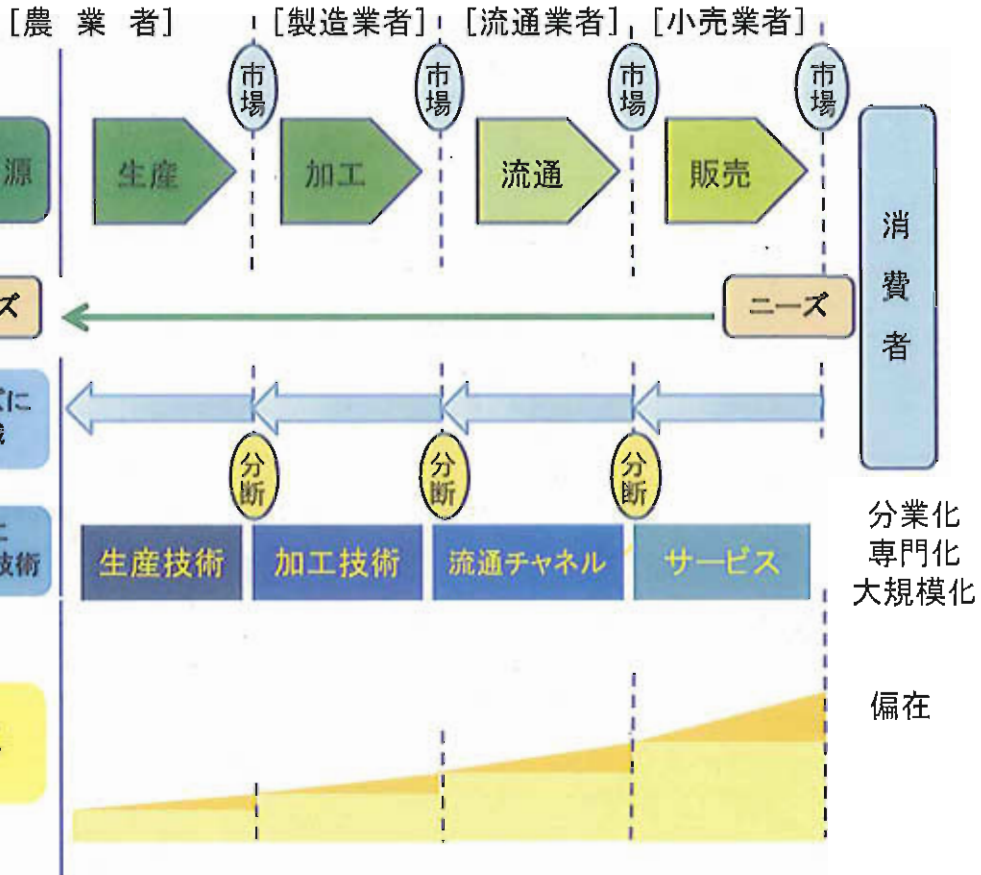 [農業者]
[製造業者]
[流通業者]
[小売業者]
市場
市場
市場
市場
源
生産
加工
流通
販売
消費者
ズ
ニーズ
に
分断
分断
分断
技術
生産技術
加工技術
流通チャネル
サービス
分業化
専門化
大規模化
偏在